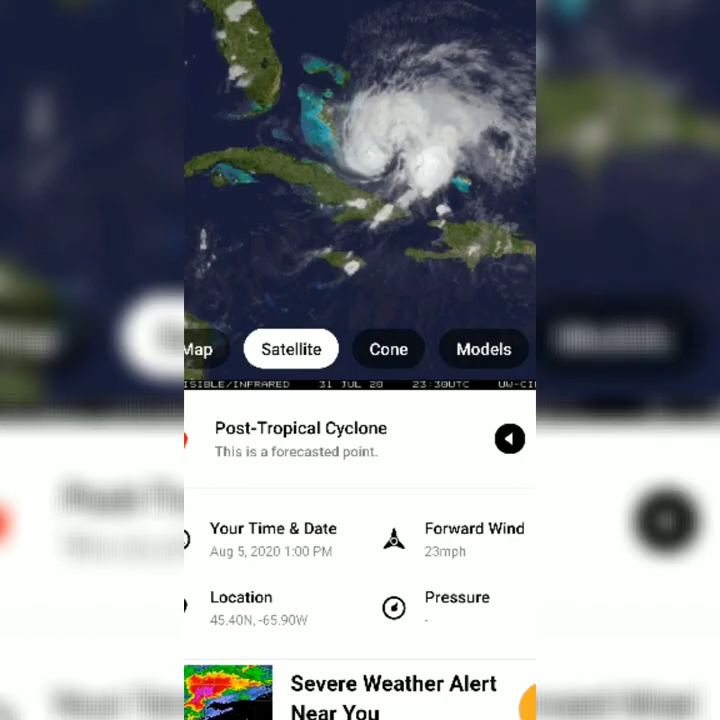 Map Satellite Cone Models
ISIBLE/INFRARED 31 JUL 20 23:30UTC UW-CI
Post-Tropical Cyclone
This is a forecasted point.
Your Time & Date Forward Wind
Aug 5, 2020 1:00 PM 23mph
Location Pressure
45.40N, -65.90W -
Severe Weather Alert
Near You